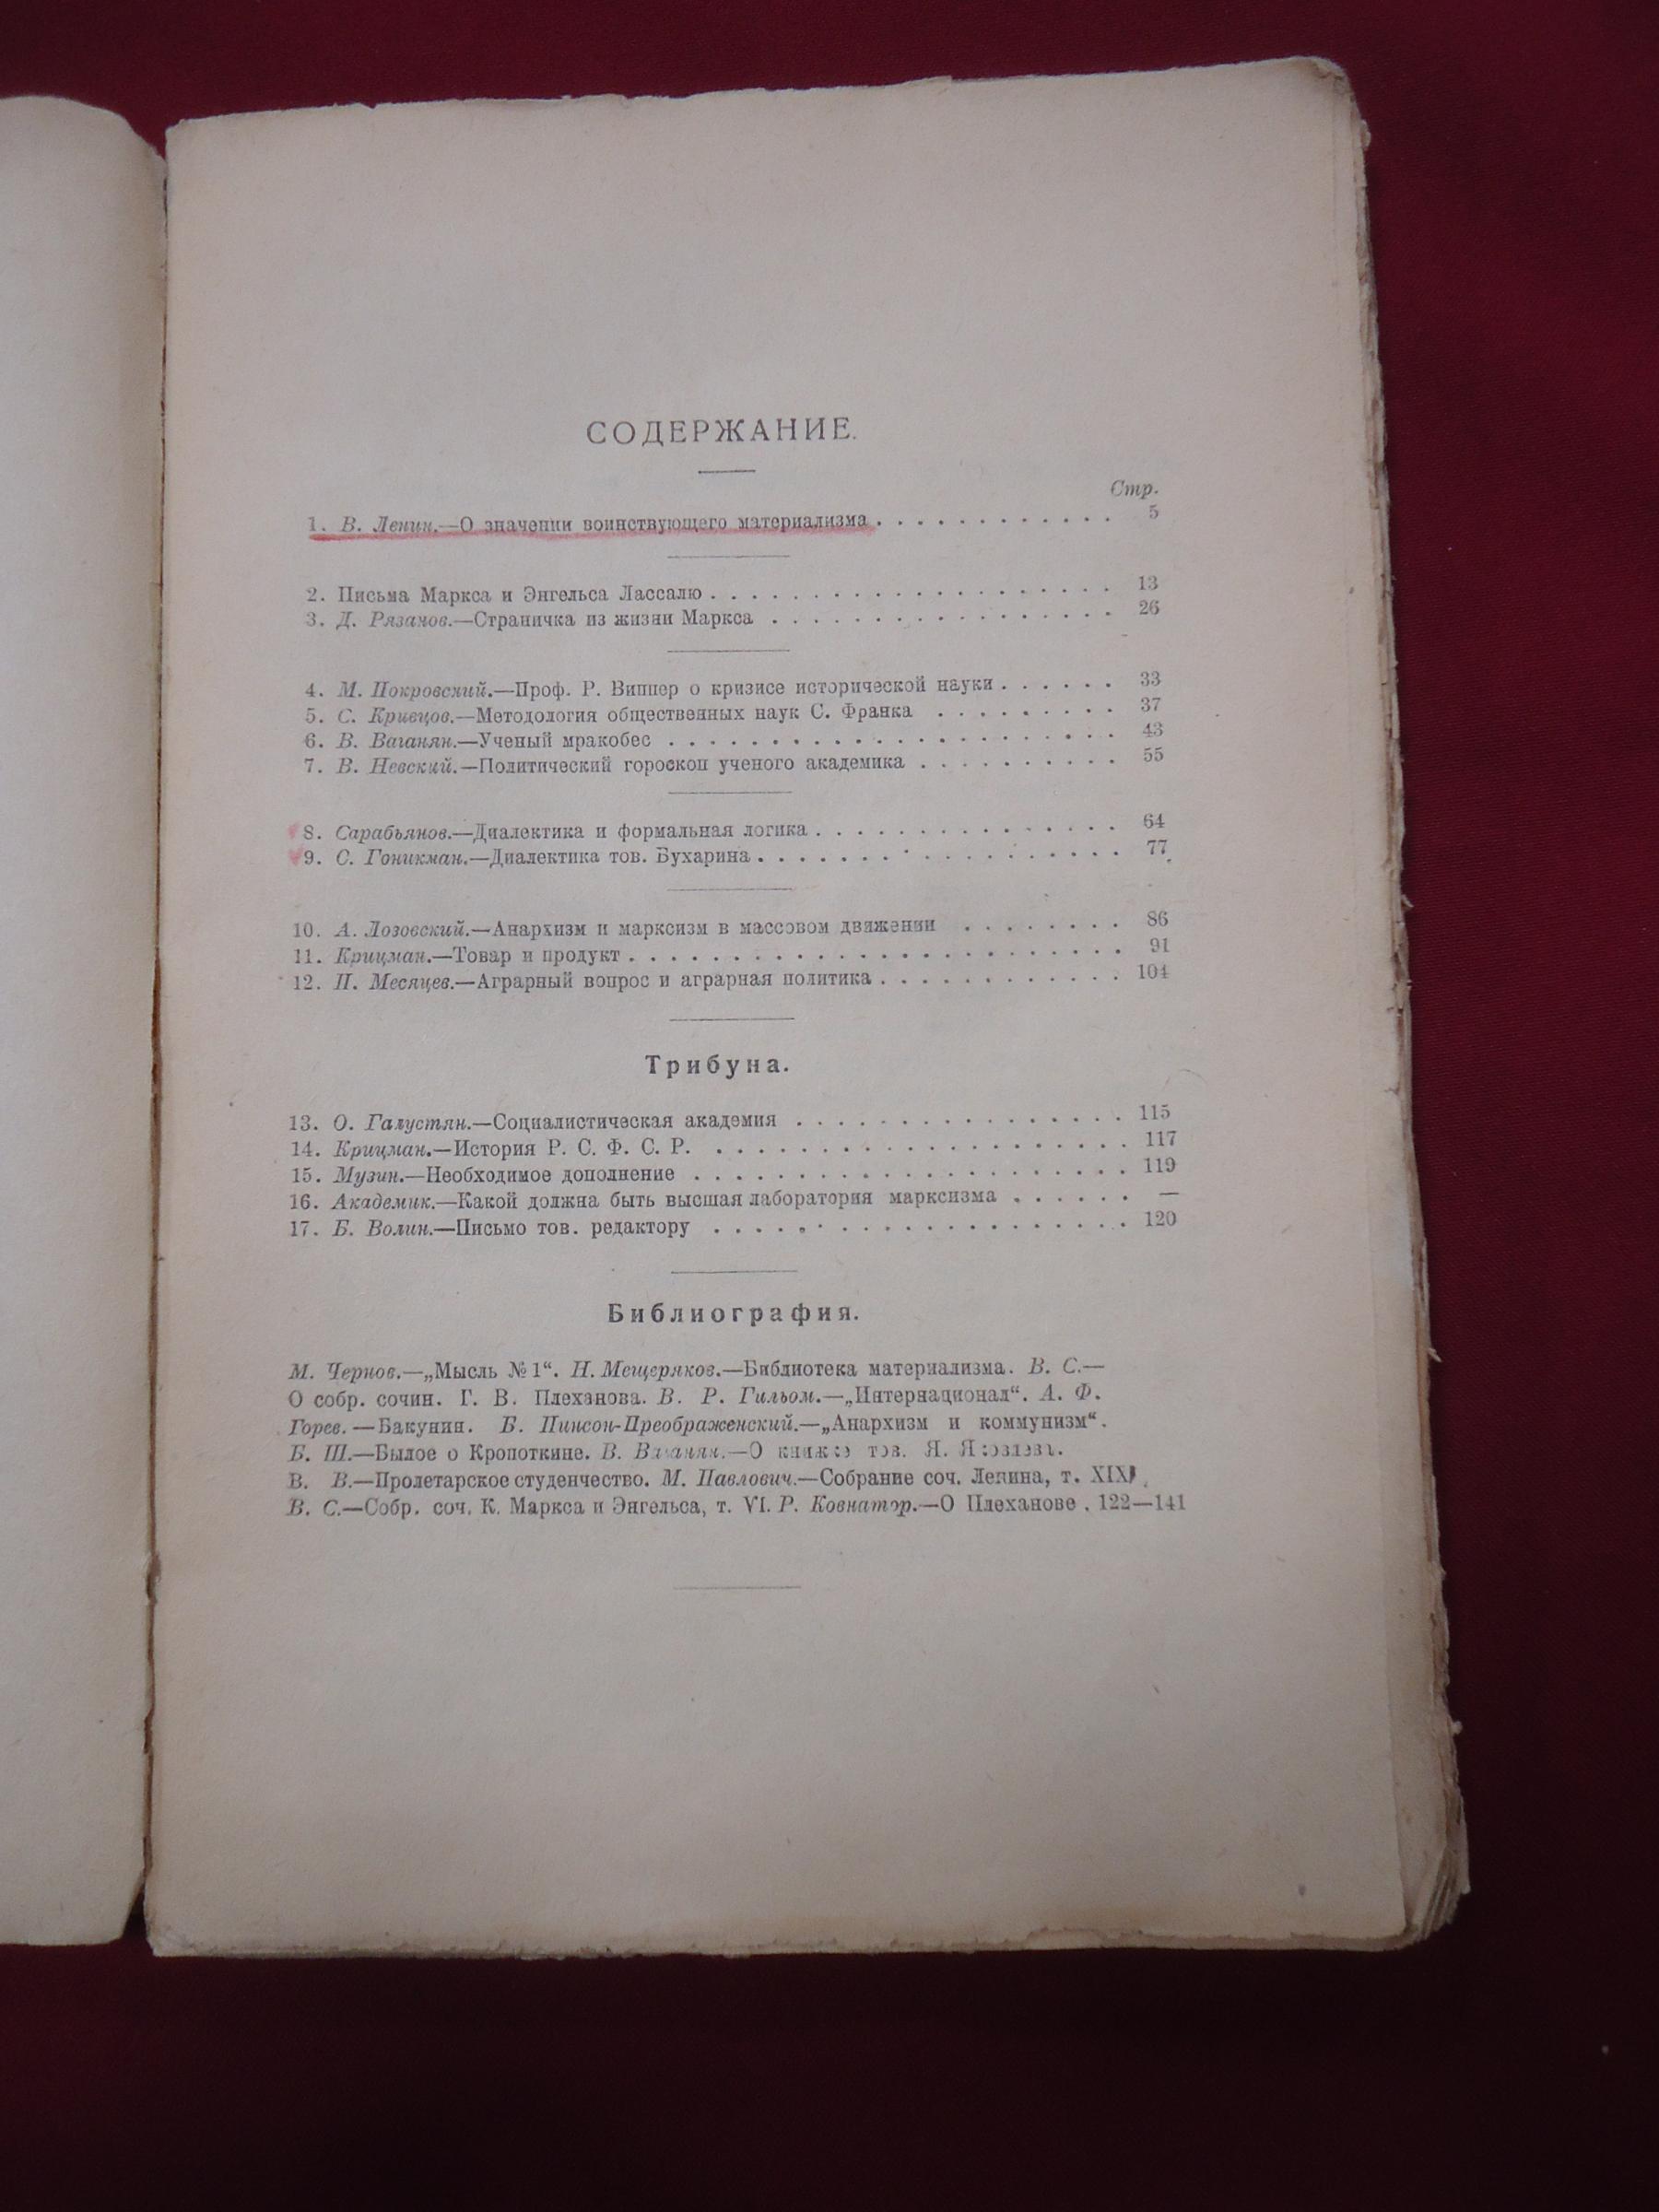 СОДЕРЖАНИЕ.
Стр.
1. В. Ленин.—О значении воинствующего материализма . . . . . . . . . . . . 5
2. Письма Маркса и Энгельса Лассалю . . . . . . . . . . . . . . . . . . . . 13
3. Д. Рязанов.—Страничка из жизни Маркса . . . . . . . . . . . . . . . . . 26
4. М. Покровский.—Проф. Р. Виппер о кризисе исторической науки . . . . . . 33
5. С. Кривцов.—Методология общественных наук С. Франка . . . . . . . . . 37
6. В. Ваганян.—Ученый мракобес . . . . . . . . . . . . . . . . . . . . . . 43
7. В. Невский.—Политический гороскоп ученого академика . . . . . . . . . . 55
8. Сарабьянов.—Диалектика и формальная логика . . . . . . . . . . . . . . . 64
9. С. Гоникман.—Диалектика тов. Бухарина . . . . . . . . . . . . . . . . . . 77
10. А. Лозовский.—Анархизм и марксизм в массовом движении . . . . . . . . 86
11. Крицман.—Товар и продукт . . . . . . . . . . . . . . . . . . . . . . . . 91
12. П. Месяцев.—Аграрный вопрос и аграрная политика . . . . . . . . . . . . 104
Трибуна.
13. О. Галустян.—Социалистическая академия . . . . . . . . . . . . . . . . 115
14. Крицман.—История Р. С. Ф. С. Р. . . . . . . . . . . . . . . . . . . . . 117
15. Музин.—Необходимое дополнение . . . . . . . . . . . . . . . . . . . . . 119
16. Академик.—Какой должна быть высшая лаборатория марксизма . . . . . . —
17. Б. Волин.—Письмо тов. редактору . . . . . . . . . . . . . . . . . . . . 120
Библиография.
М. Чернов.—„Мысль № 1“. Н. Мещеряков.—Библиотека материализма. В. С.—
О собр. сочин. Г. В. Плеханова. В. Р. Гильом.—„Интернационал“. А. Ф.
Горев.—Бакунин. Б. Пинсон-Преображенский.—„Анархизм и коммунизм“.
Б. Ш.—Былое о Кропоткине. В. Ваганян.—О книжке тов. Я.
В. В.—Пролетарское студенчество. М. Павлович.—Собрание соч. Ленина, т.
В. С.—Собр. соч. К. Маркса и Энгельса, т. VI. Р. Ковнатор.—О Плеханове . 122—141